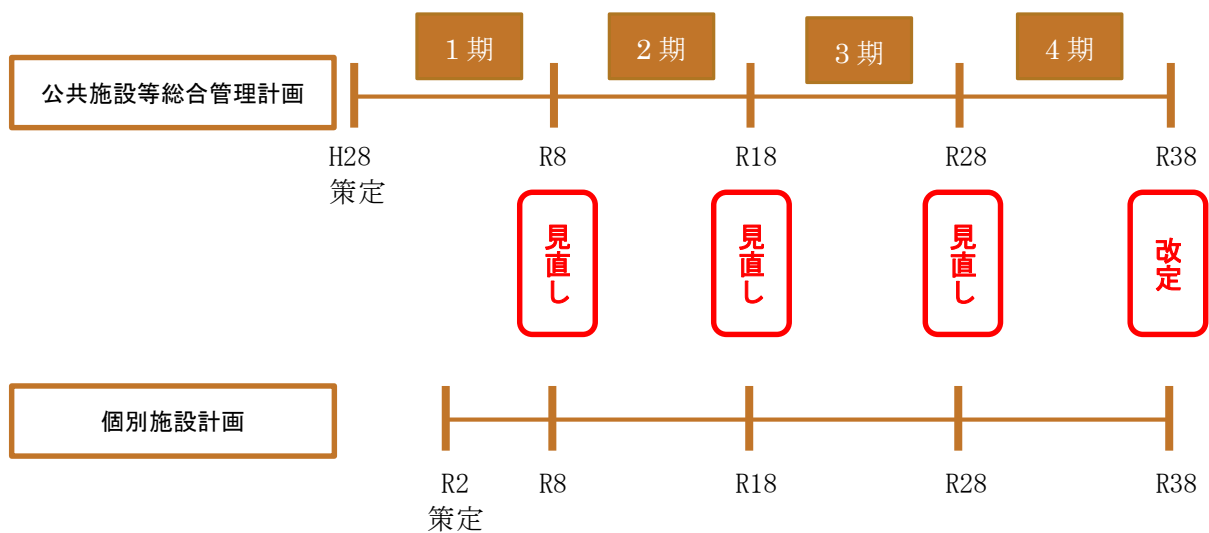 1期
2期
3期
4期
公共施設等総合管理計画
H28
策定
R8
R18
R28
R38
見直し
見直し
見直し
改定
個別施設計画
R2
策定
R8
R18
R28
R38